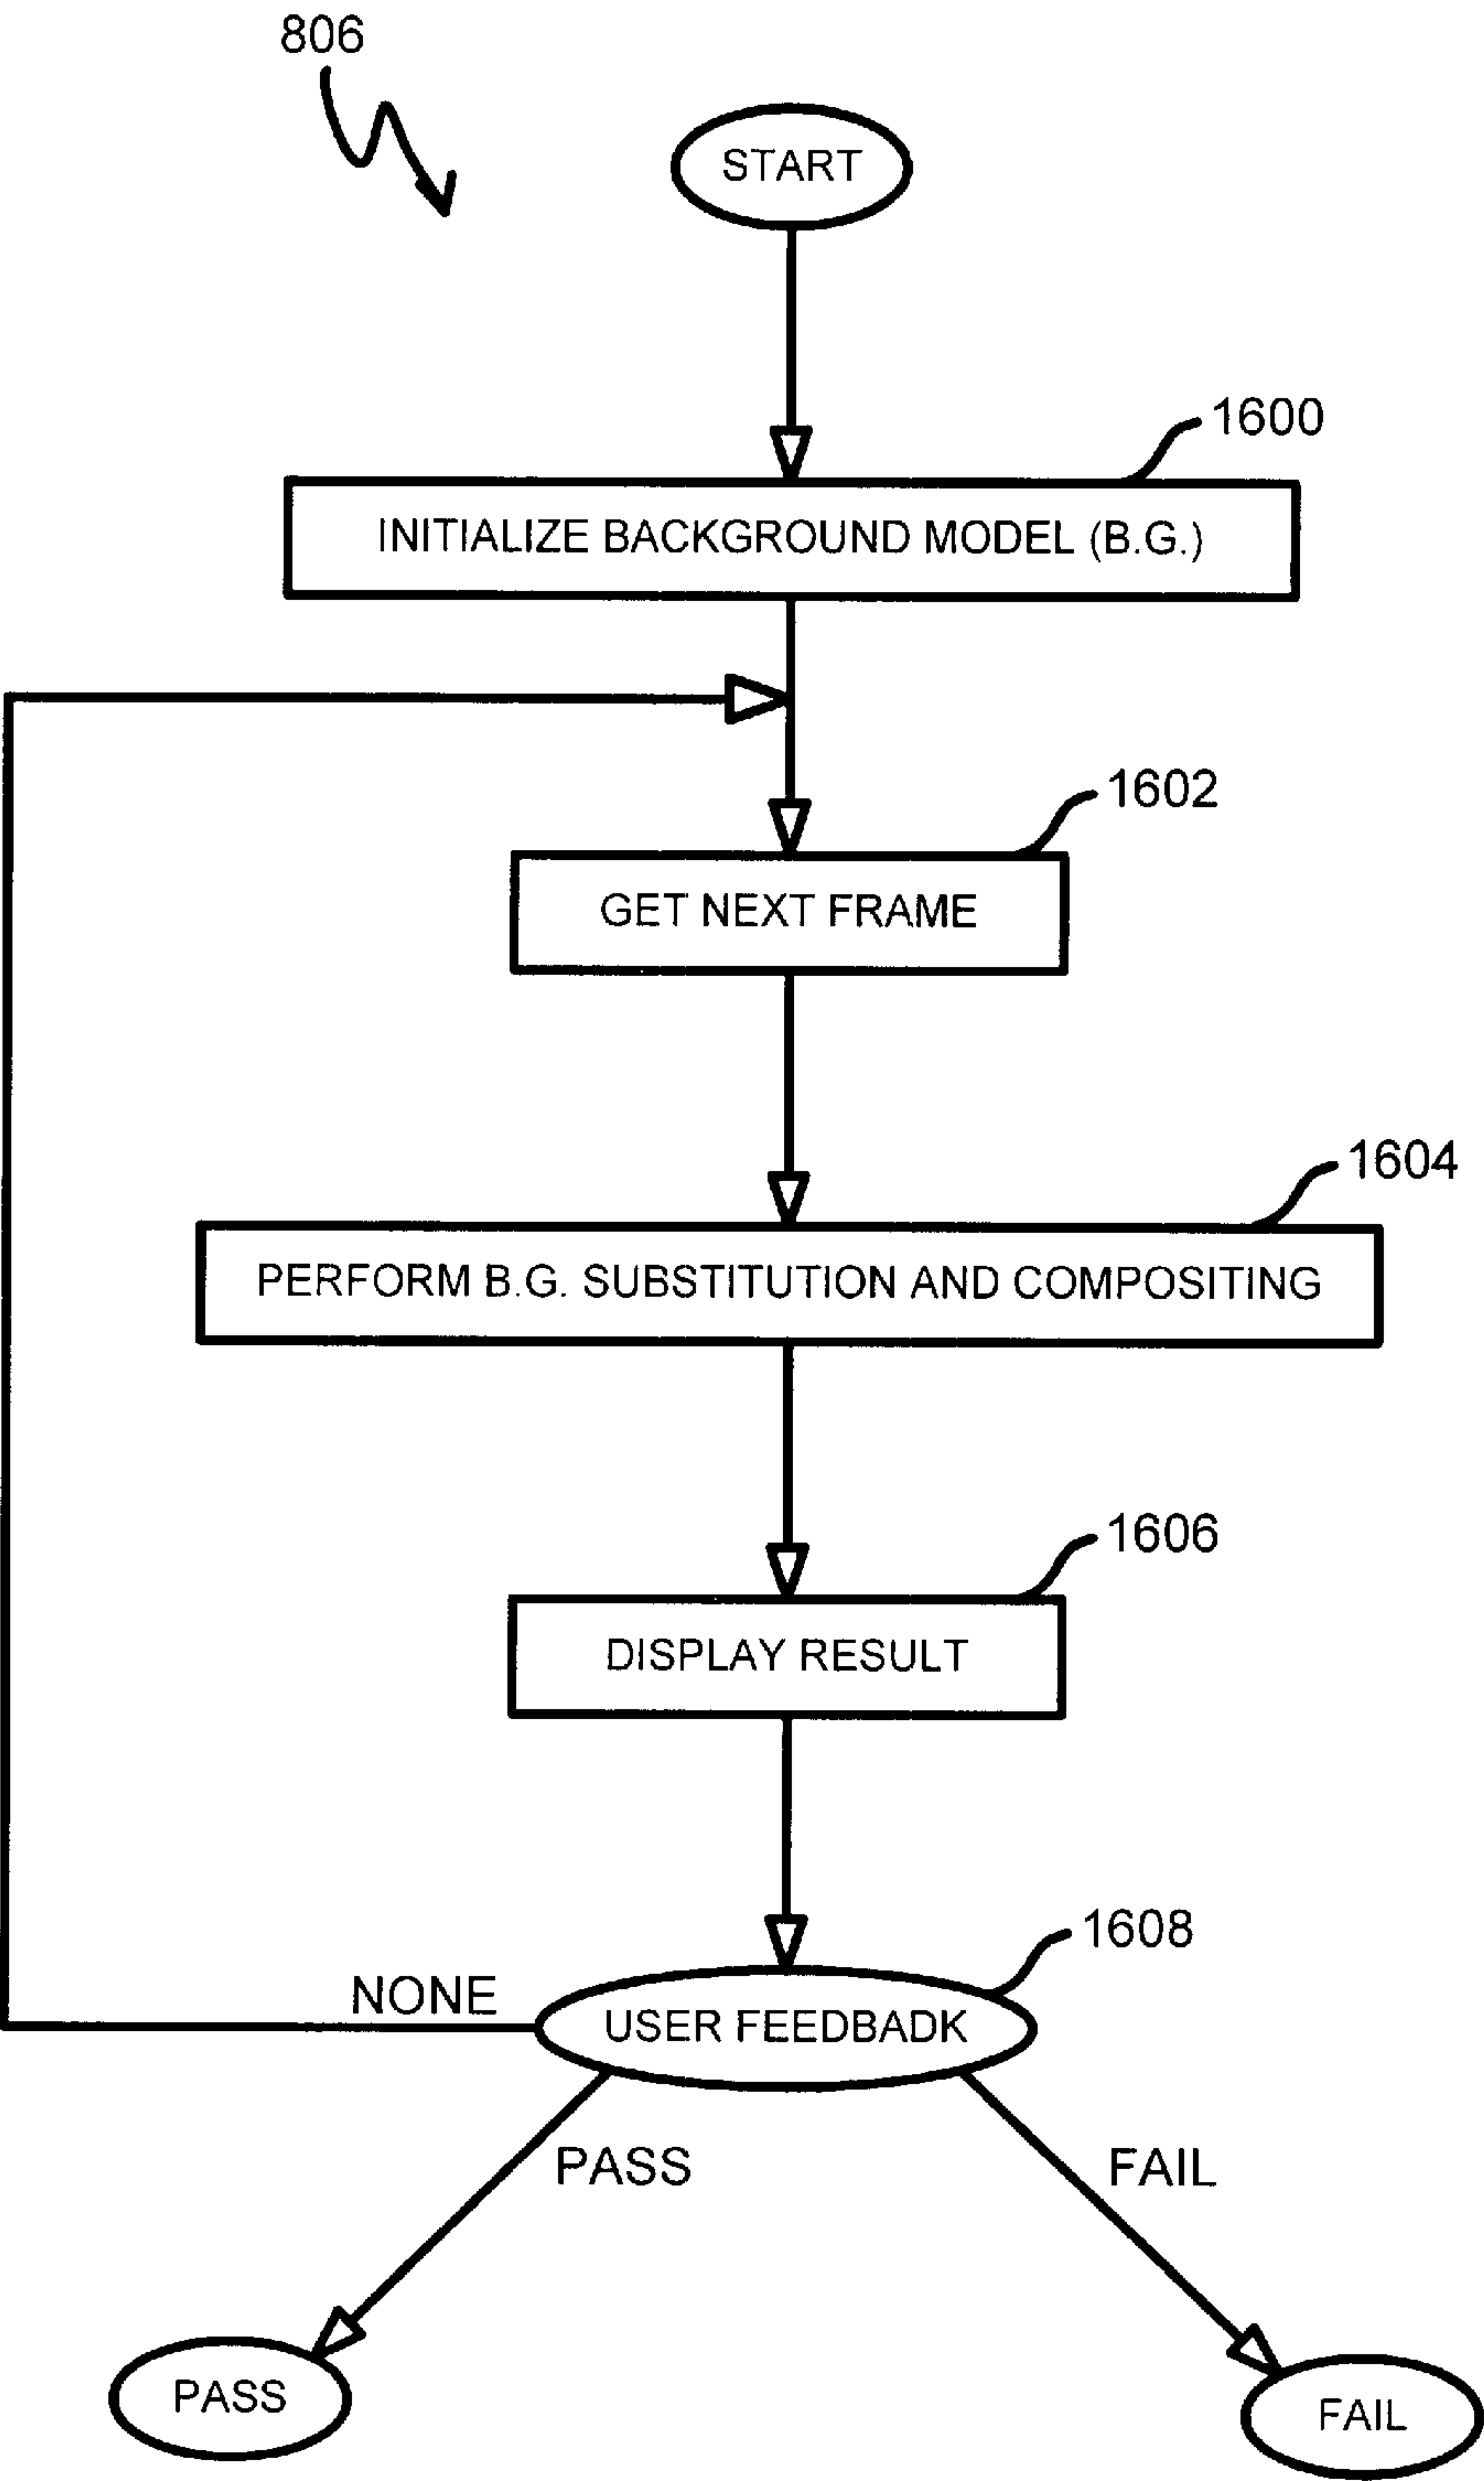 806
START
1600
INITIALIZE BACKGROUND MODEL (B.G.)
1602
GET NEXT FRAME
1604
PERFORM B.G. SUBSTITUTION AND COMPOSITING
1606
DISPLAY RESULT
1608
NONE
USER FEEDBADK
PASS
FAIL
PASS
FAIL